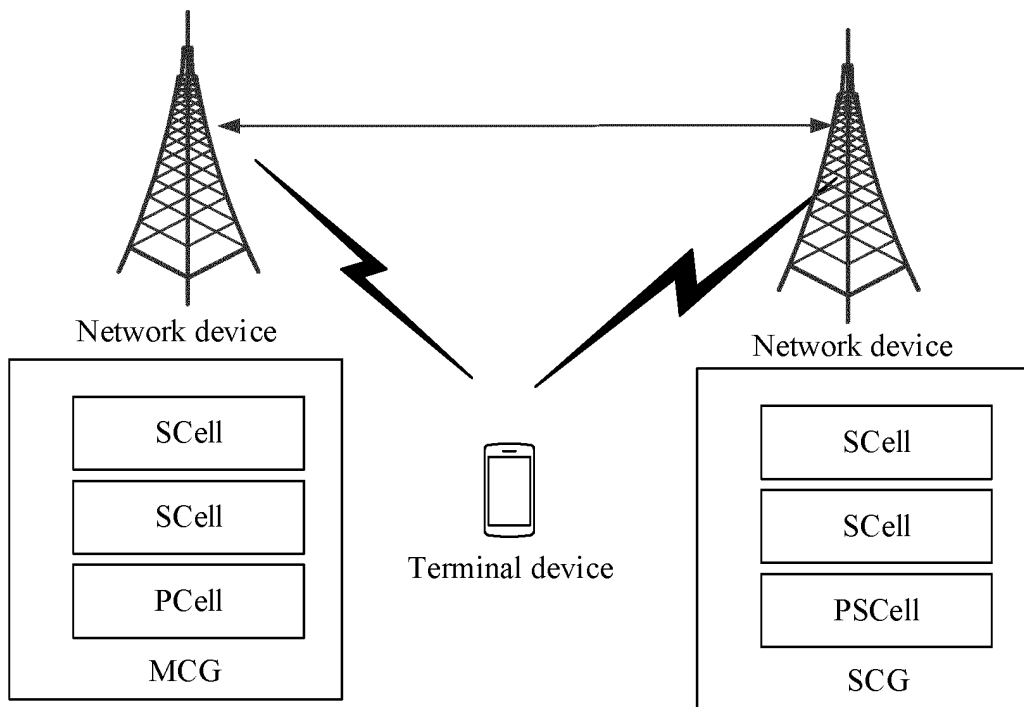 Network device
Network device
SCell
SCell
PCell
MCG
Terminal device
SCell
SCell
PSCell
SCG